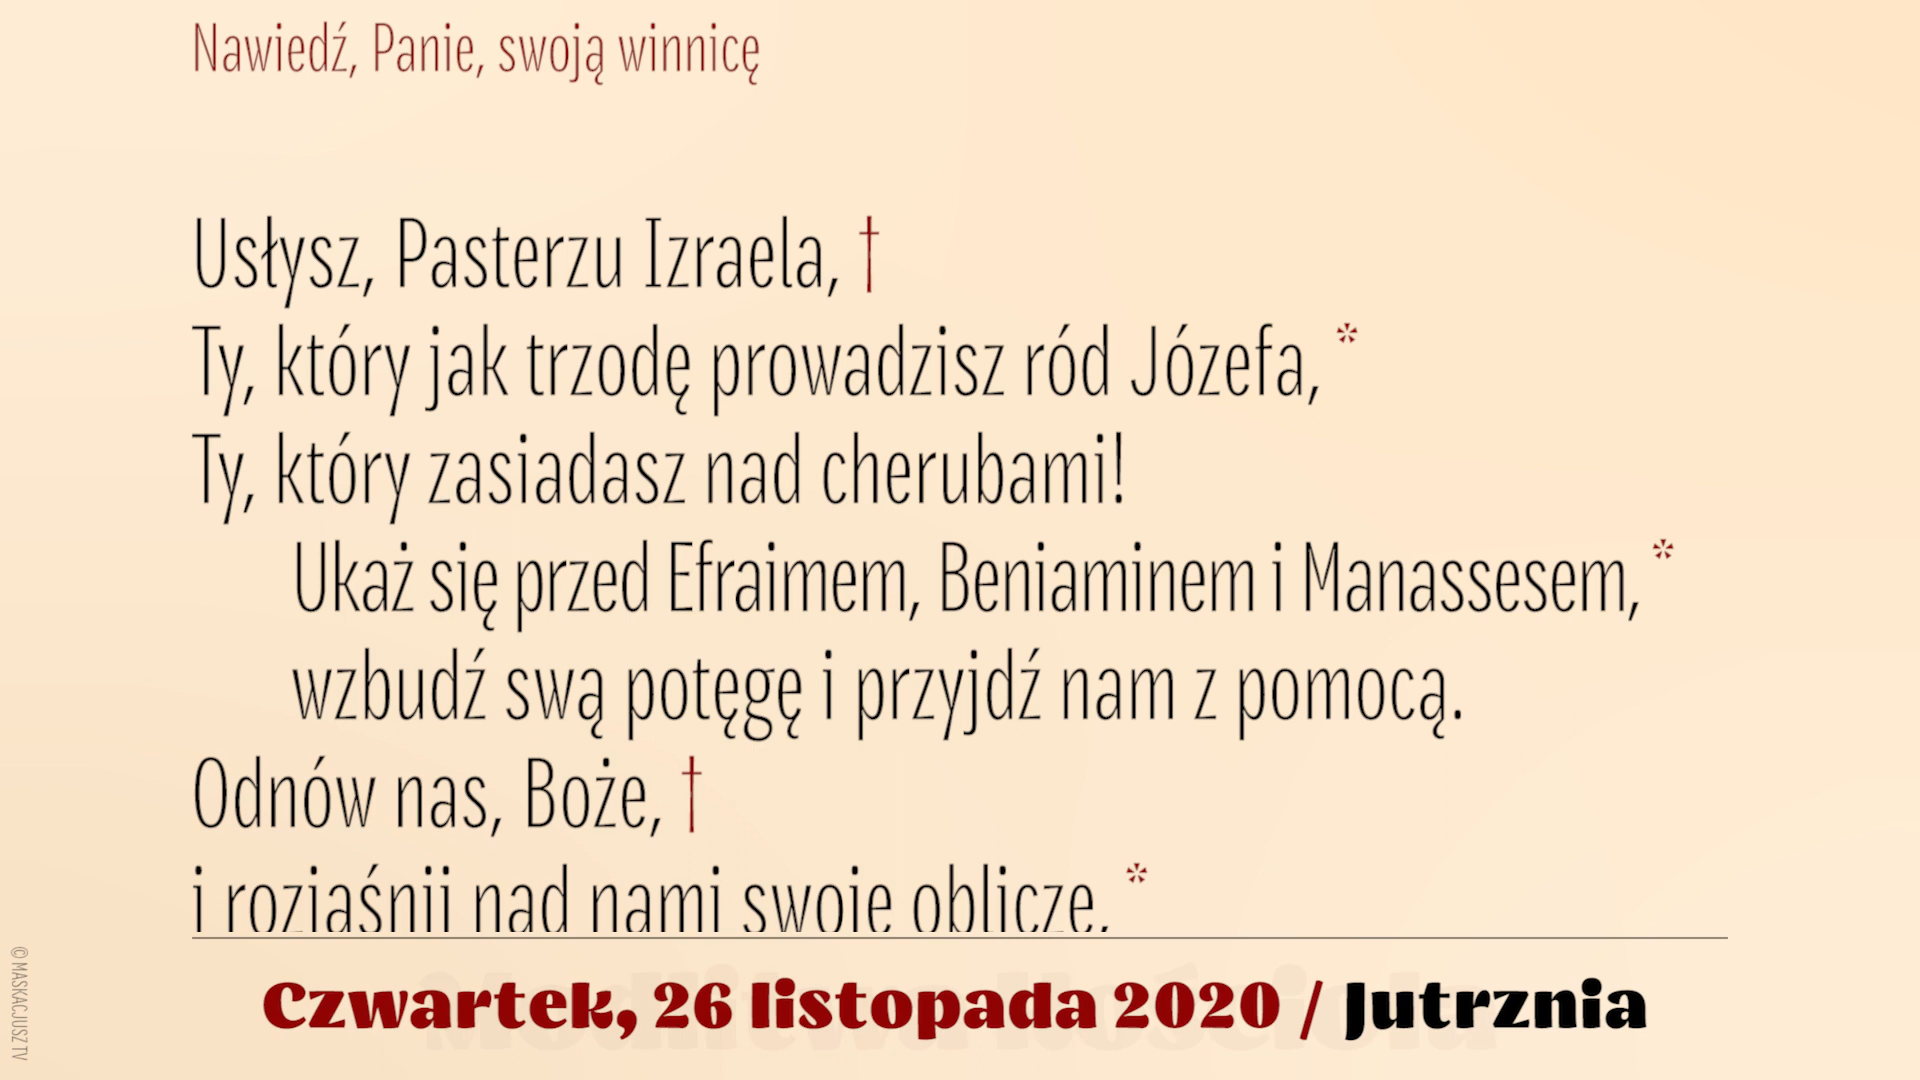 Nawiedź, Panie, swoją winnicę
Usłysz, Pasterzu Izraela, †
Ty, który jak trzodę prowadzisz ród Józefa, *
Ty, który zasiadasz nad cherubami!
Ukaż się przed Efraimem, Beniaminem i Manassesem, *
wzbudź swą potęgę i przyjdź nam z pomocą.
Odnów nas, Boże, †
i rozjaśnij nad nami swoje oblicze, *
Czwartek, 26 listopada 2020 / Jutrznia
© MASKACJUSZ TV